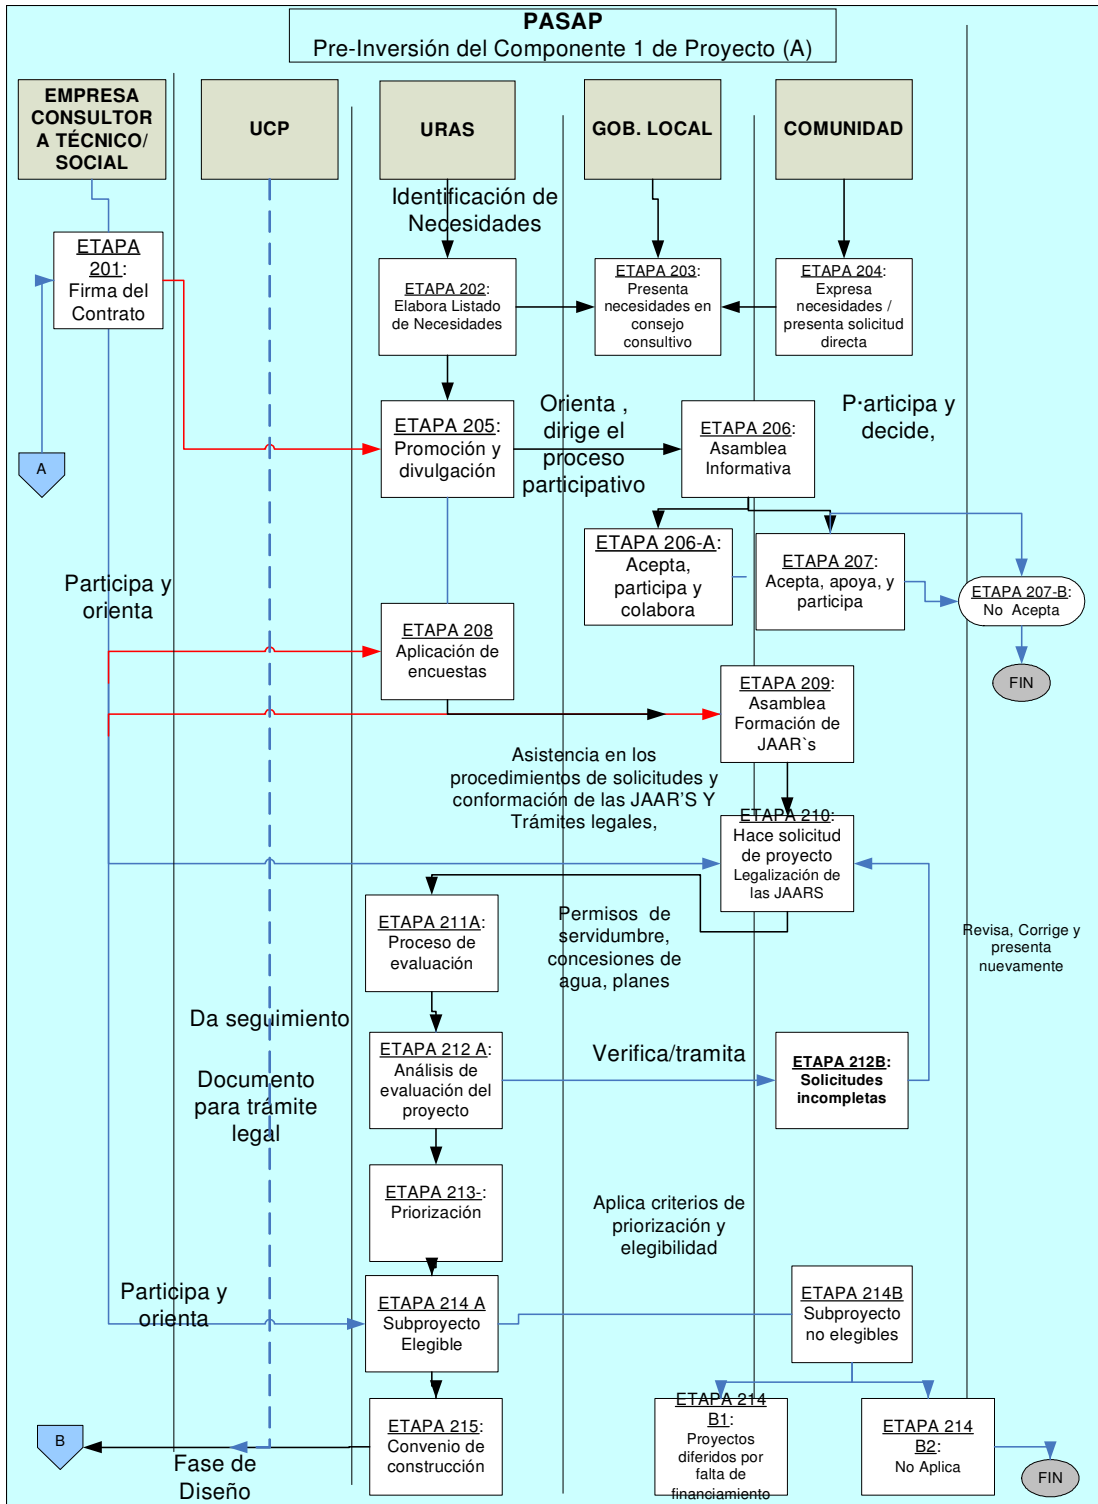 PASAP
Pre-Inversión del Componente 1 de Proyecto (A)
EMPRESA
CONSULTOR
A TÉCNICO/
SOCIAL
UCP
URAS
GOB. LOCAL
COMUNIDAD
Identificación de
Necesidades
ETAPA
201:
Firma del
Contrato
ETAPA 202:
Elabora Listado
de Necesidades
ETAPA 203:
Presenta
necesidades en
consejo
consultivo
ETAPA 204:
Expresa
necesidades /
presenta solicitud
directa
A
ETAPA 205:
Promoción y
divulgación
Orienta ,
dirige el
proceso
participativo
ETAPA 206:
Asamblea
Informativa
P·articipa y
decide,
Participa y
orienta
ETAPA 206-A:
Acepta,
participa y
colabora
ETAPA 207:
Acepta, apoya, y
participa
ETAPA 207-B:
No Acepta
FIN
ETAPA 208
Aplicación de
encuestas
ETAPA 209:
Asamblea
Formación de
JAAR`s
Asistencia en los
procedimientos de solicitudes y
conformación de las JAAR'S Y
Trámites legales,
ETAPA 210:
Hace solicitud
de proyecto
Legalización de
las JAARS
ETAPA 211A:
Proceso de
evaluación
Permisos de
servidumbre,
concesiones de
agua, planes
Revisa, Corrige y
presenta
nuevamente
Da seguimiento
Documento
para trámite
legal
ETAPA 212 A:
Análisis de
evaluación del
proyecto
Verifica/tramita
ETAPA 212B:
Solicitudes
incompletas
ETAPA 213-:
Priorización
Aplica criterios de
priorización y
elegibilidad
Participa y
orienta
ETAPA 214 A
Subproyecto
Elegible
ETAPA 214B
Subproyecto
no elegibles
B
Fase de
Diseño
ETAPA 215:
Convenio de
construcción
ETAPA 214
B1:
Proyectos
diferidos por
falta de
financiamiento
ETAPA 214
B2:
No Aplica
FIN